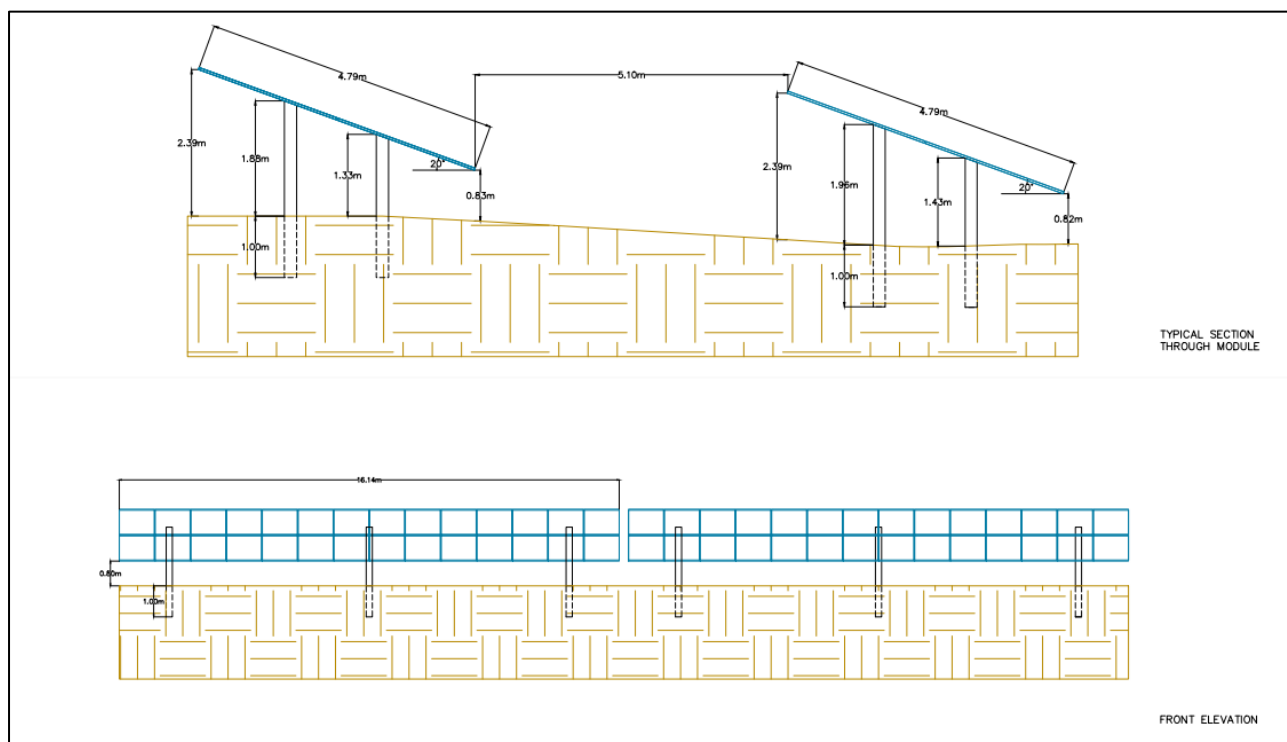 4.79m
5.10m
4.79m
2.39m
1.88m
1.33m
20°
0.83m
2.39m
1.96m
1.43m
20°
0.82m
1.00m
1.00m
TYPICAL SECTION
THROUGH MODULE
16.14m
0.80m
1.00m
FRONT ELEVATION